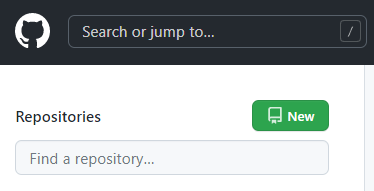 Search or jump to...
/
Repositories
New
Find a repository...